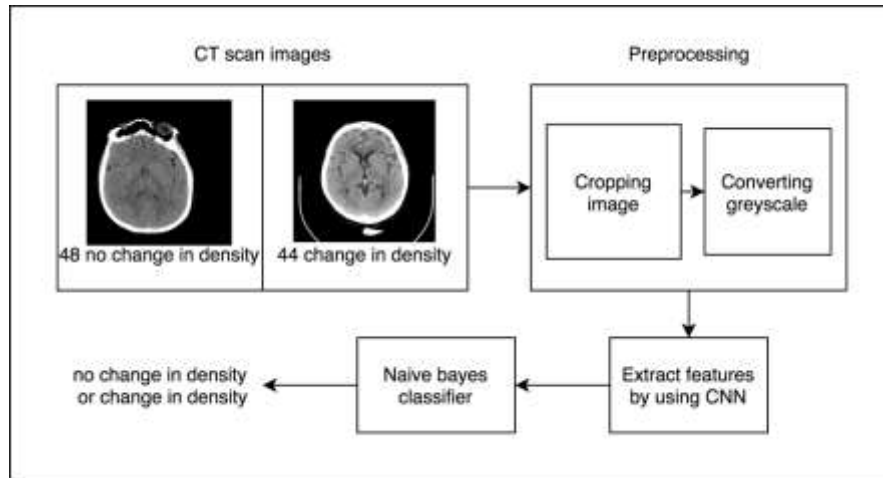 CT scan images
Preprocessing
48 no change in density
44 change in density
Cropping
image
Converting
greyscale
no change in density
or change in density
Naive bayes
classifier
Extract features
by using CNN